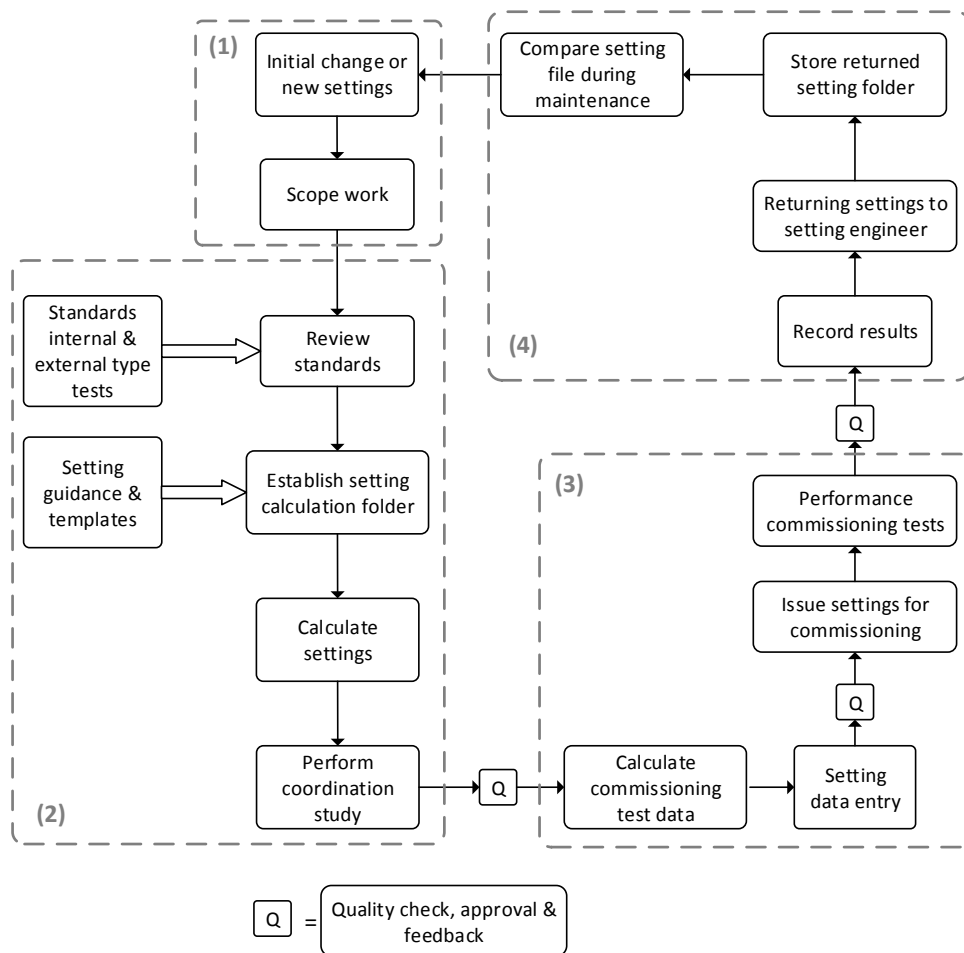 (1)
Initial change or
new settings
Scope work
(2)
Standards
internal &
external type
tests
Review
standards
Setting
guidance &
templates
Establish setting
calculation folder
Calculate
settings
Perform
coordination
study
Q
(3)
Calculate
commissioning
test data
Setting
data entry
Q
Issue settings for
commissioning
Performance
commissioning tests
Q
(4)
Record results
Returning settings to
setting engineer
Store returned
setting folder
Compare setting
file during
maintenance
Q
=
Quality check, approval &
feedback